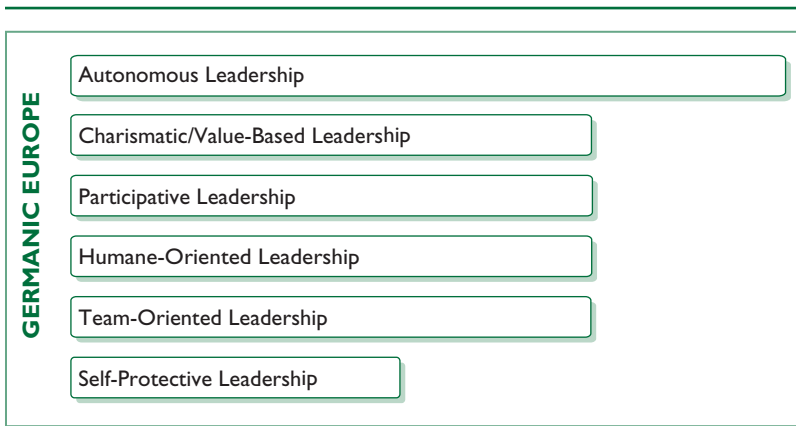 GERMANIC EUROPE
Autonomous Leadership
Charismatic/Value-Based Leadership
Participative Leadership
Humane-Oriented Leadership
Team-Oriented Leadership
Self-Protective Leadership